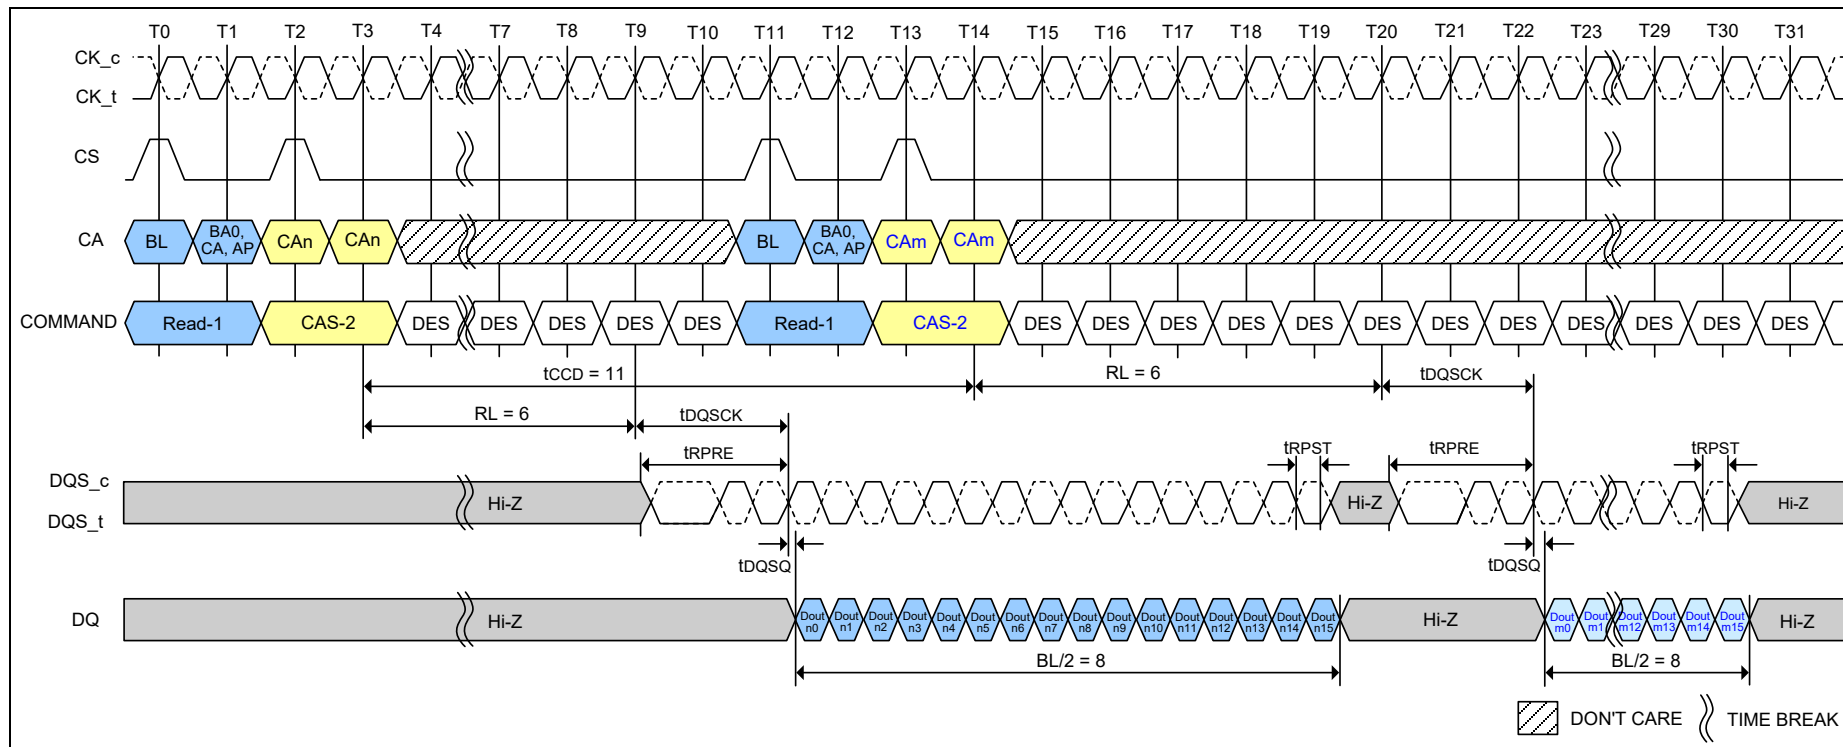 T0 T1 T2 T3 T4 T7 T8 T9 T10 T11 T12 T13 T14 T15 T16 T17 T18 T19 T20 T21 T22 T23 T29 T30 T31
CK_c
CK_t
CS
CA BL BA0, CA, AP CAn CAn BL BA0, CA, AP CAm CAm
COMMAND Read-1 CAS-2 DES DES DES DES DES Read-1 CAS-2 DES DES DES DES DES DES DES DES DES DES DES DES
tCCD = 11 RL = 6 tDQSCK
RL = 6 tDQSCK
tRPRE tRPST tRPRE tRPST
DQS_c
DQS_t
Hi-Z Hi-Z Hi-Z
tDQSQ tDQSQ
DQ Hi-Z Dout n0 Dout n1 Dout n2 Dout n3 Dout n4 Dout n5 Dout n6 Dout n7 Dout n8 Dout n9 Dout n10 Dout n11 Dout n12 Dout n13 Dout n14 Dout n15 Hi-Z Dout m0 Dout m1 Dout m12 Dout m13 Dout m14 Dout m15 Hi-Z
BL/2 = 8 BL/2 = 8
DON'T CARE TIME BREAK